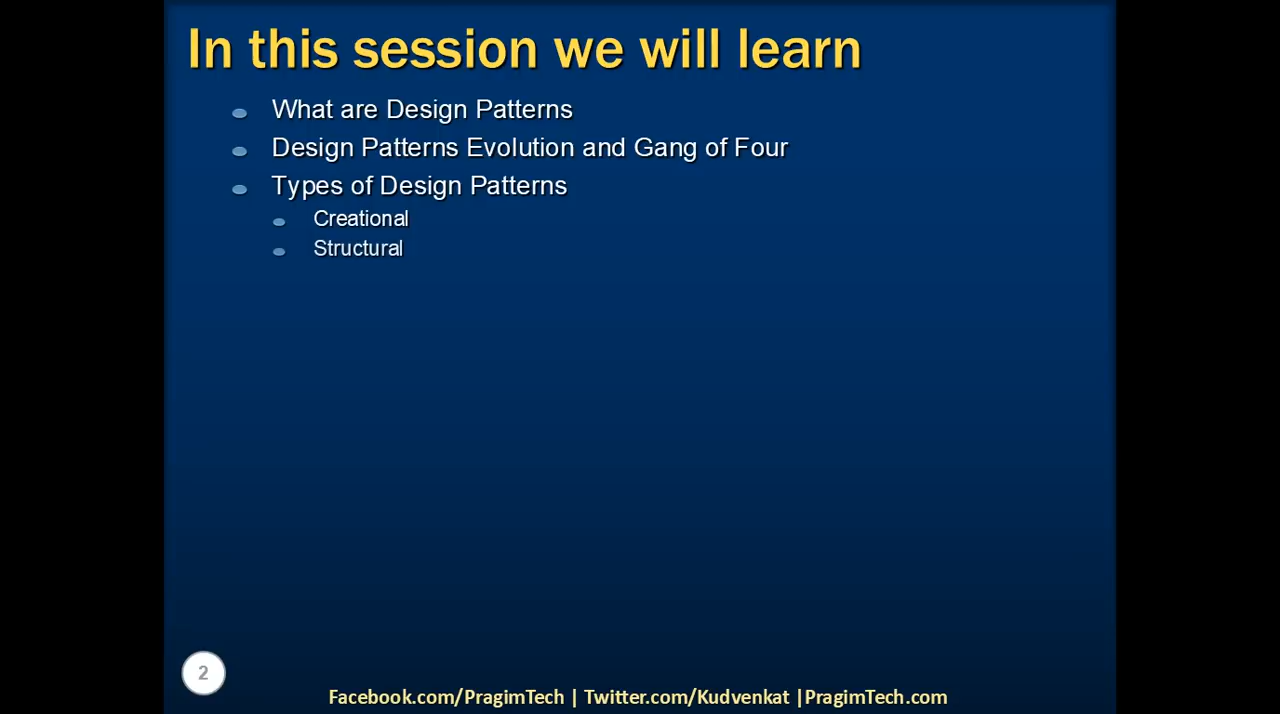 In this session we will learn
What are Design Patterns
Design Patterns Evolution and Gang of Four
Types of Design Patterns
Creational
Structural
2
Facebook.com/PragimTech | Twitter.com/Kudvenkat |PragimTech.com